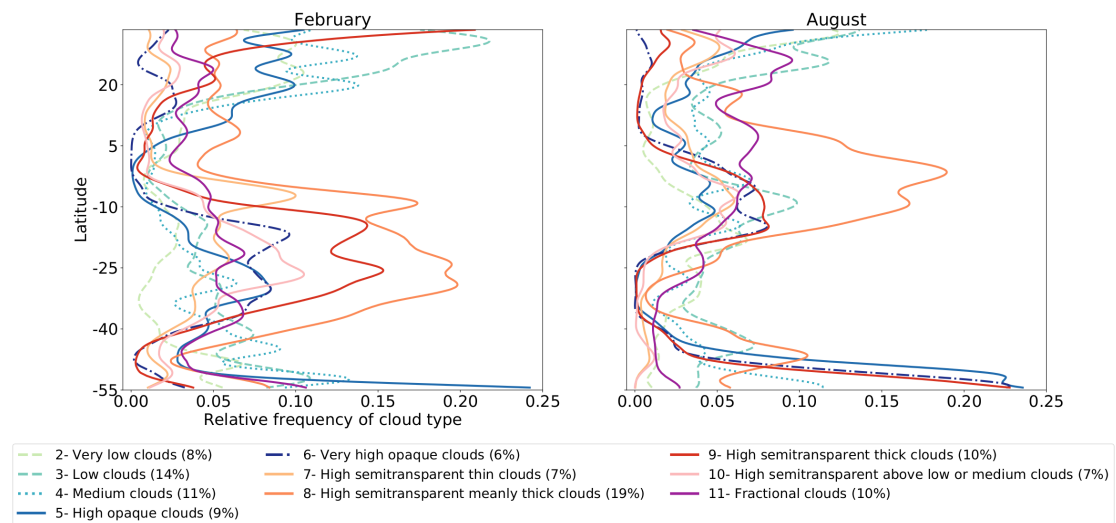 February
August
Latitude
20
5
-10
-25
-40
-55
0.00 0.05 0.10 0.15 0.20 0.25
0.00 0.05 0.10 0.15 0.20 0.25
Relative frequency of cloud type
2- Very low clouds (8%)
3- Low clouds (14%)
4- Medium clouds (11%)
5- High opaque clouds (9%)
6- Very high opaque clouds (6%)
7- High semitransparent thin clouds (7%)
8- High semitransparent meanly thick clouds (19%)
9- High semitransparent thick clouds (10%)
10- High semitransparent above low or medium clouds (7%)
11- Fractional clouds (10%)